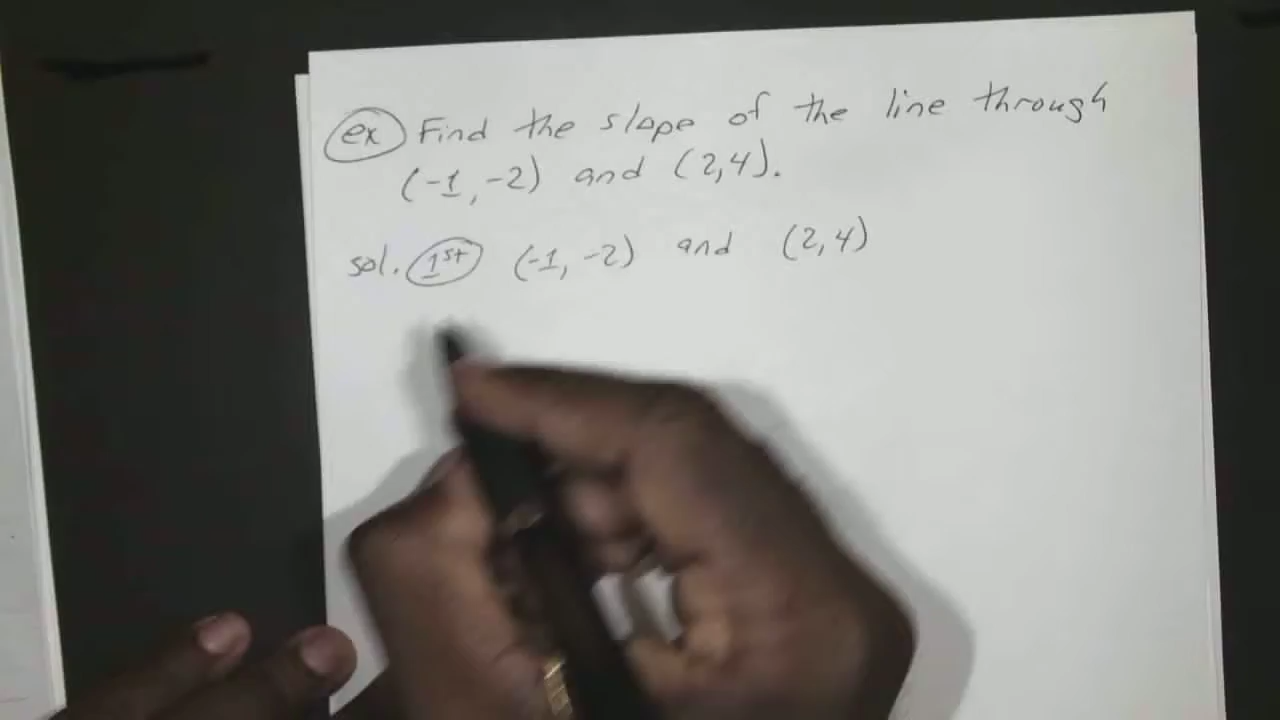 ex Find the slope of the line through
(-1, -2) and (2,4).
sol. 1st (-1, -2) and (2,4)